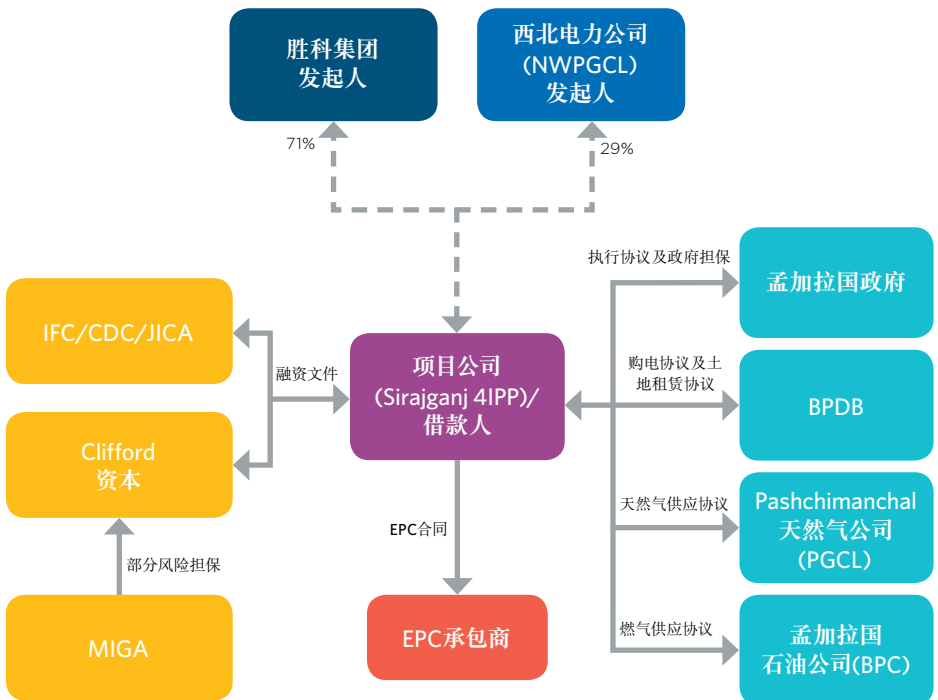 胜科集团
发起人
西北电力公司
(NWPGCL)
发起人
71%
29%
执行协议及政府担保
孟加拉国政府
IFC/CDC/JICA
融资文件
项目公司
(Sirajganj 4IPP)/
借款人
购电协议及土
地租赁协议
BPDB
Clifford
资本
天然气供应协议
Pashchimanchal
天然气公司
(PGCL)
EPC合同
部分风险担保
MIGA
EPC承包商
燃气供应协议
孟加拉国
石油公司(BPC)